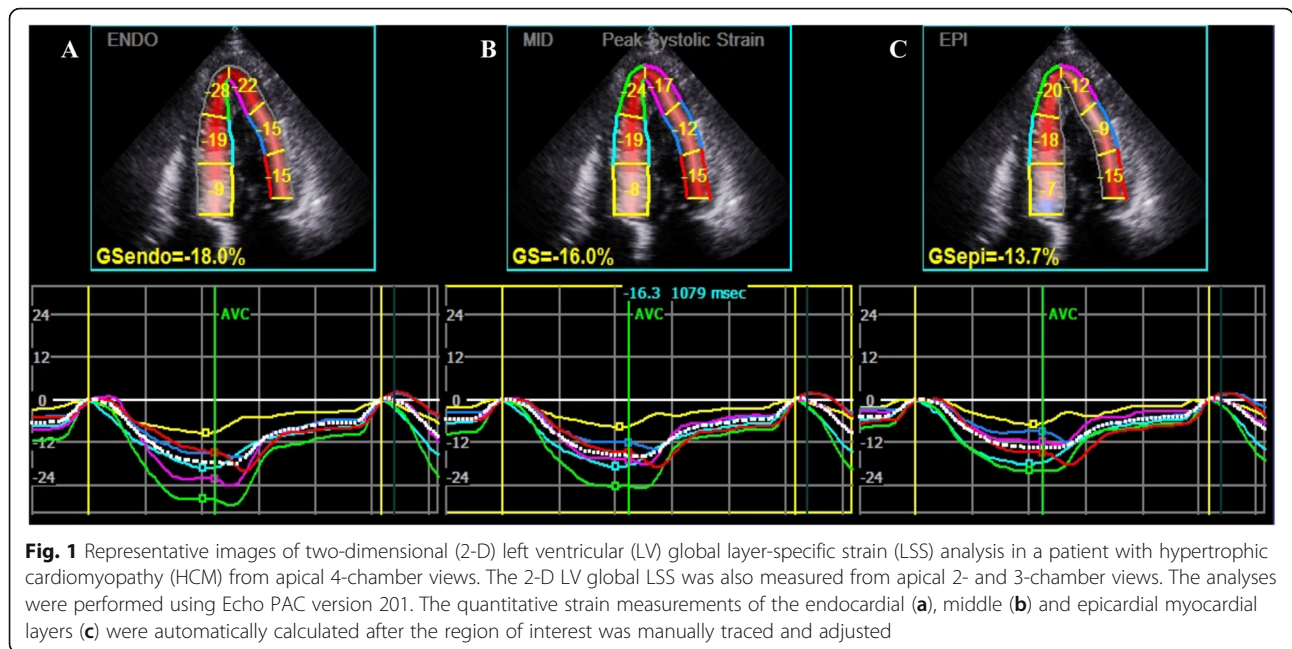 A
ENDO
-28
-22
-19
-15
-9
-15
GSendo=-18.0%
B
MID
Peak Systolic Strain
-24
-17
-19
-12
-8
-15
GS=-16.0%
C
EPI
-20
-12
-18
-9
-7
-15
GSepi=-13.7%
AVC
24
12
0
-12
-24
-16.3 1079 msec
AVC
24
12
0
-12
-24
AVC
24
12
0
-12
-24
Fig. 1 Representative images of two-dimensional (2-D) left ventricular (LV) global layer-specific strain (LSS) analysis in a patient with hypertrophic
cardiomyopathy (HCM) from apical 4-chamber views. The 2-D LV global LSS was also measured from apical 2- and 3-chamber views. The analyses
were performed using Echo PAC version 201. The quantitative strain measurements of the endocardial (a), middle (b) and epicardial myocardial
layers (c) were automatically calculated after the region of interest was manually traced and adjusted